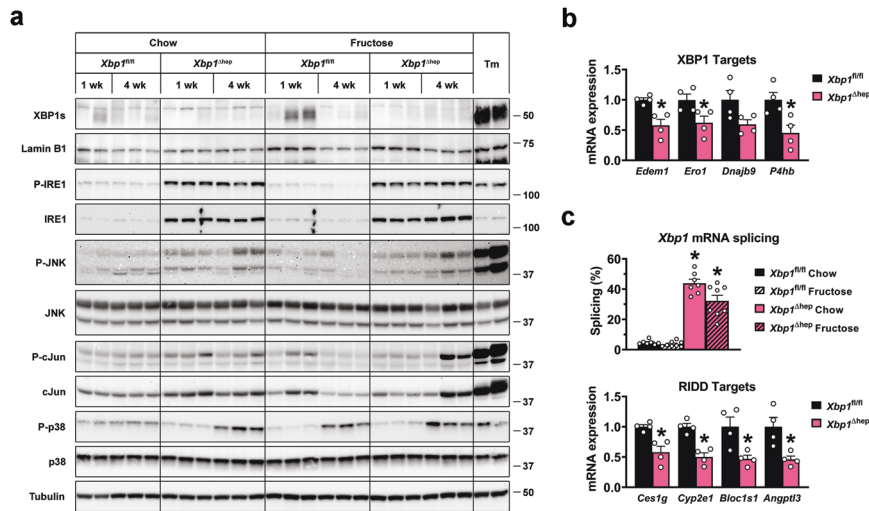 a
Chow Fructose
Xbp1fl/fl Xbp1Δhep Xbp1fl/fl Xbp1Δhep Tm
1 wk 4 wk 1 wk 4 wk 1 wk 4 wk 1 wk 4 wk
XBP1s 50
Lamin B1 75
P-IRE1 100
IRE1 100
P-JNK 37
JNK 37
P-cJun 37
cJun 37
P-p38 37
p38 37
Tubulin 50
b
XBP1 Targets
mRNA expression
1.5
1.0
0.5
0.0
* * *
Edem1 Ero1 Dnajb9 P4hb
Xbp1fl/fl
Xbp1Δhep
c
Xbp1 mRNA splicing
Splicing (%)
60
40
20
0
* *
Xbp1fl/fl Chow
Xbp1fl/fl Fructose
Xbp1Δhep Chow
Xbp1Δhep Fructose
RIDD Targets
mRNA expression
1.5
1.0
0.5
0.0
* * * *
Ces1g Cyp2e1 Bloc1s1 Angptl3
Xbp1fl/fl
Xbp1Δhep